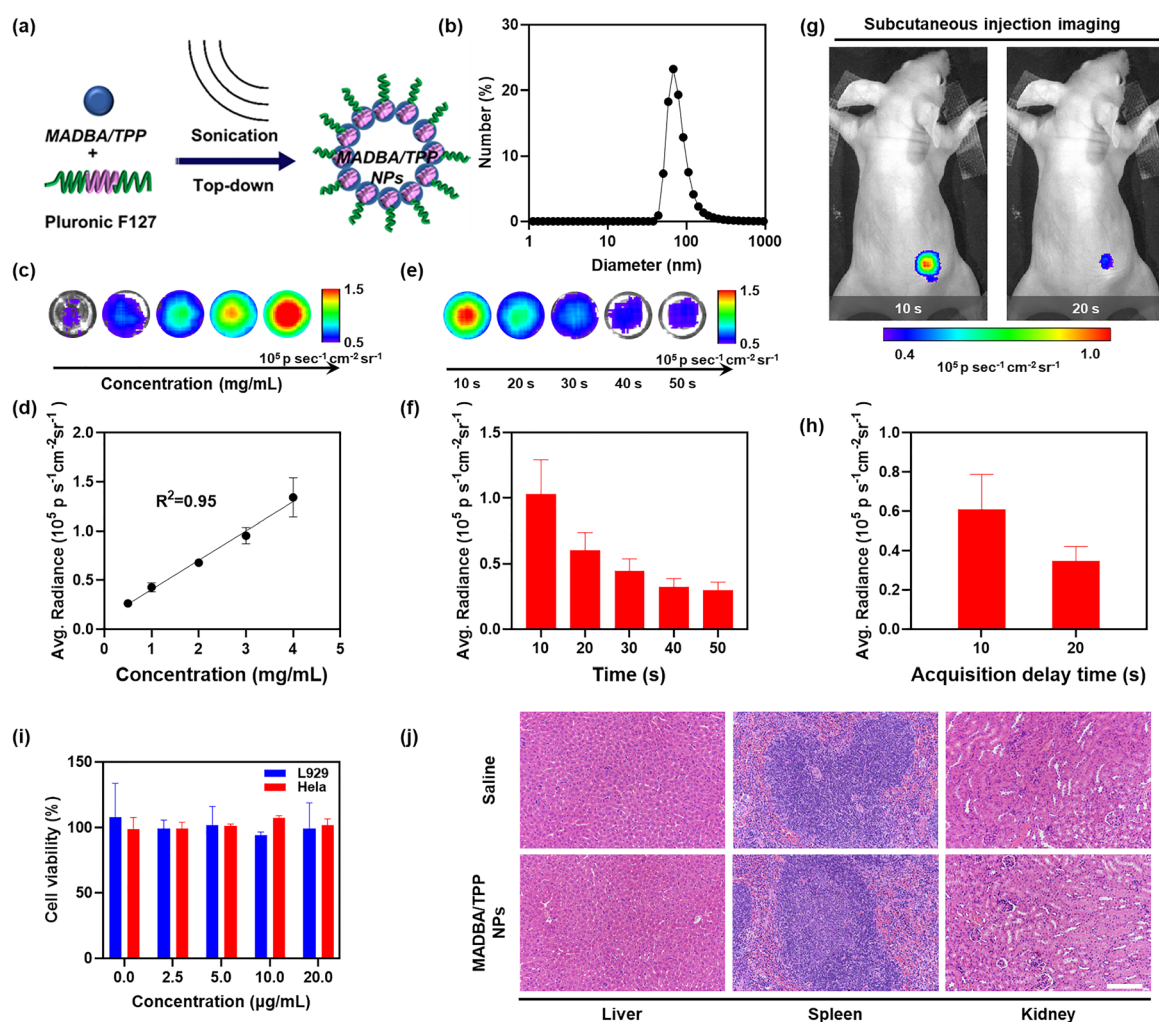 (a)
MADBA/TPP
+
Pluronic F127
Sonication
Top-down
MADBA/TPP
NPs
(b)
Number (%)
30
20
10
0
1
10
100
1000
Diameter (nm)
(c)
1.5
0.5
10⁵ p sec⁻¹ cm⁻² sr⁻¹
Concentration (mg/mL)
(d)
Avg. Radiance (10⁵ p s⁻¹cm⁻²sr⁻¹)
2.0
1.5
1.0
0.5
0.0
R²=0.95
0
1
2
3
4
5
Concentration (mg/mL)
(e)
1.5
0.5
10⁵ p sec⁻¹ cm⁻² sr⁻¹
10 s
20 s
30 s
40 s
50 s
(f)
Avg. Radiance (10⁵ p s⁻¹cm⁻²sr⁻¹)
1.5
1.0
0.5
0.0
10
20
30
40
50
Time (s)
(g)
Subcutaneous injection imaging
10 s
20 s
0.4
1.0
10⁵ p sec⁻¹ cm⁻² sr⁻¹
(h)
Avg. Radiance (10⁵ p s⁻¹cm⁻²sr⁻¹)
1.0
0.8
0.6
0.4
0.2
0.0
10
20
Acquisition delay time (s)
(i)
Cell viability (%)
150
100
50
0
L929
Hela
0.0
2.5
5.0
10.0
20.0
Concentration (µg/mL)
(j)
Saline
MADBA/TPP
NPs
Liver
Spleen
Kidney